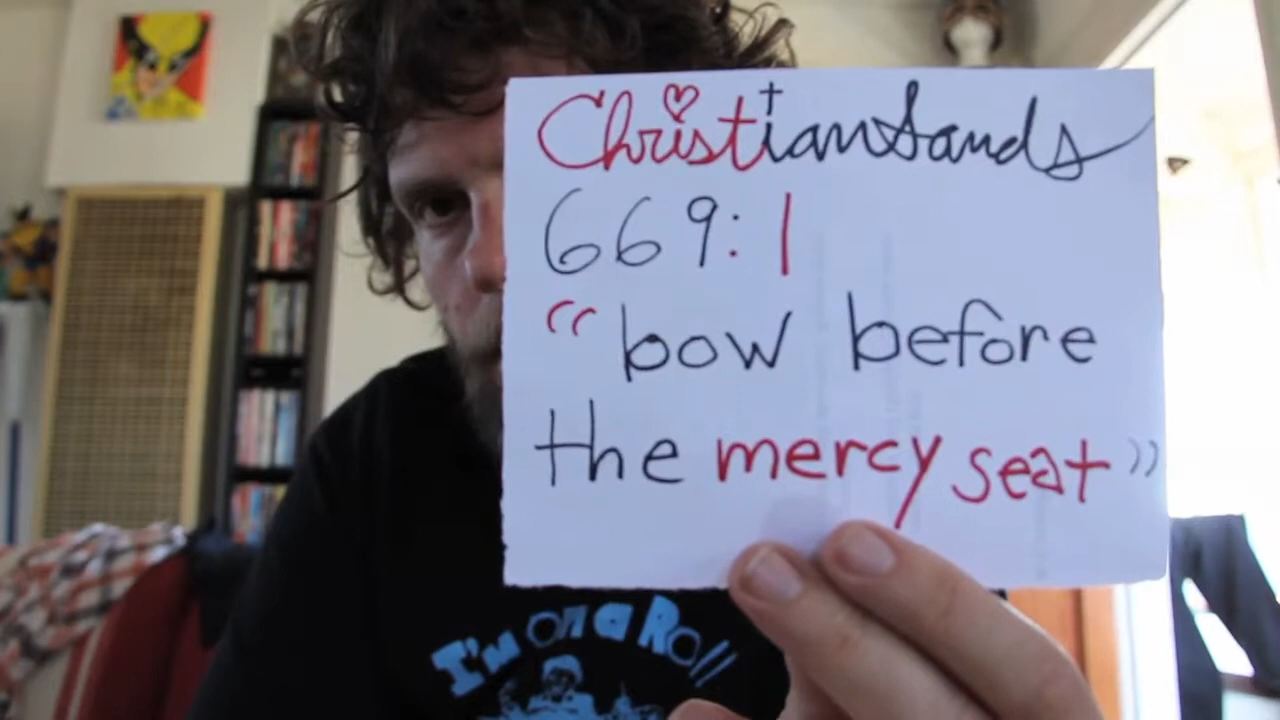 ChristianSands
669:1
“bow before
the mercy seat”
I'm on a Roll